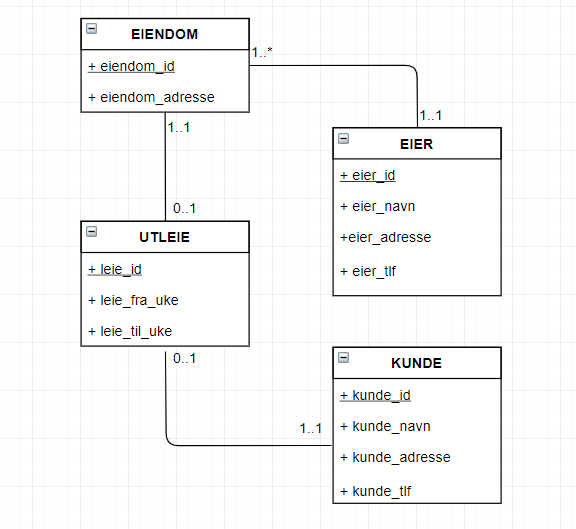 EIENDOM
+ eiendom_id
+ eiendom_adresse
1..*
1..1
1..1
EIER
+ eier_id
+ eier_navn
+eier_adresse
+ eier_tlf
0..1
UTLEIE
+ leie_id
+ leie_fra_uke
+ leie_til_uke
0..1
1..1
KUNDE
+ kunde_id
+ kunde_navn
+ kunde_adresse
+ kunde_tlf